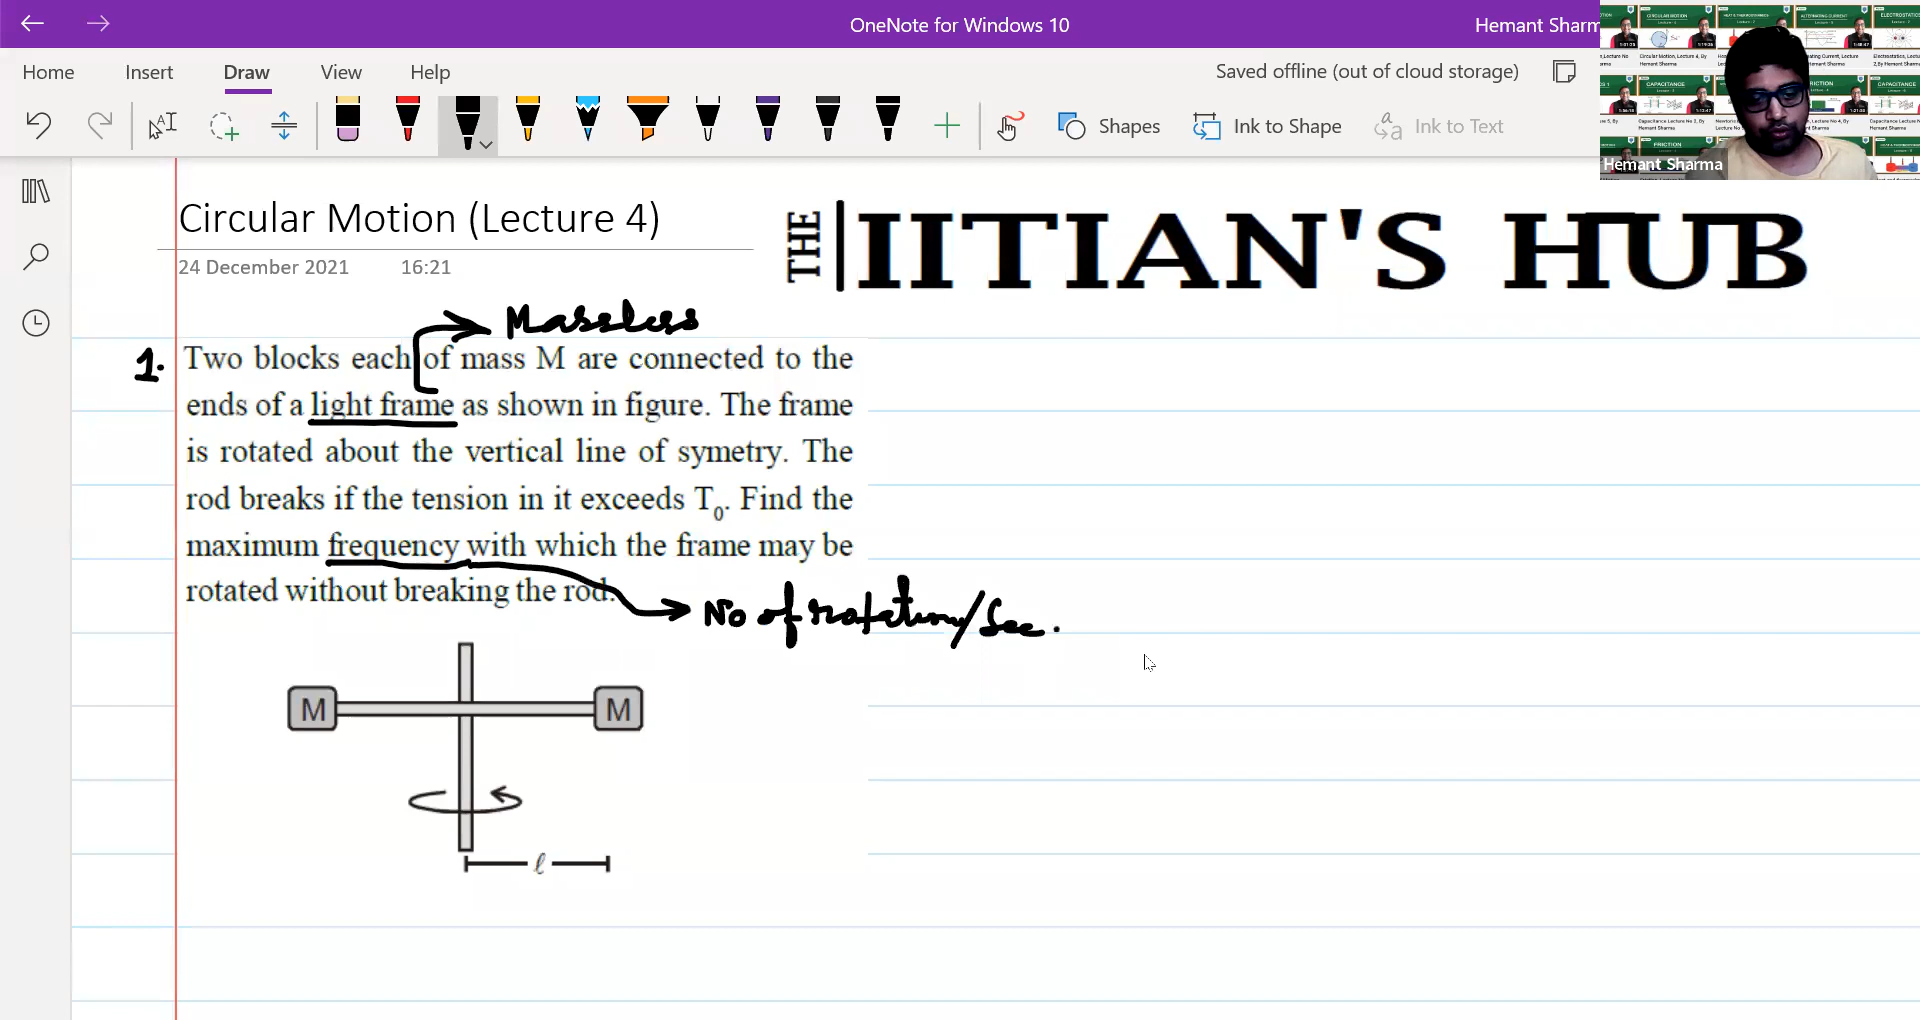 OneNote for Windows 10
Hemant Sharm
Home Insert Draw View Help
Saved offline (out of cloud storage)
Shapes
Ink to Shape
Ink to Text
Hemant Sharma
Circular Motion (Lecture 4)
24 December 2021 16:21
THE IITIAN'S HUB
Massless
1. Two blocks each of mass M are connected to the
ends of a light frame as shown in figure. The frame
is rotated about the vertical line of symetry. The
rod breaks if the tension in it exceeds T0. Find the
maximum frequency with which the frame may be
rotated without breaking the rod.
No of rotation/Sec.
M M
ℓ